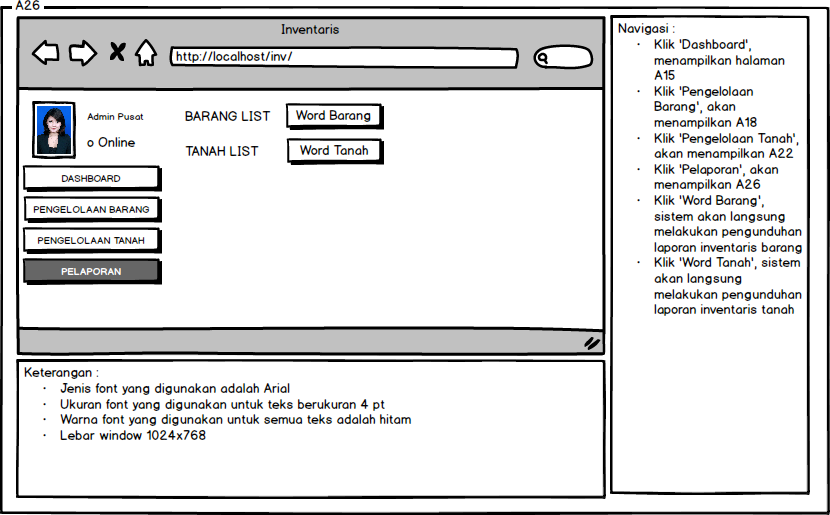 A26
Inventaris
http://localhost/inv/
Admin Pusat
o Online
DASHBOARD
PENGELOLAAN BARANG
PENGELOLAAN TANAH
PELAPORAN
BARANG LIST Word Barang
TANAH LIST Word Tanah
Keterangan :
· Jenis font yang digunakan adalah Arial
· Ukuran font yang digunakan untuk teks berukuran 4 pt
· Warna font yang digunakan untuk semua teks adalah hitam
· Lebar window 1024x768
Navigasi :
· Klik 'Dashboard',
menampilkan halaman
A15
· Klik 'Pengelolaan
Barang', akan
menampilkan A18
· Klik 'Pengelolaan Tanah',
akan menampilkan A22
· Klik 'Pelaporan', akan
menampilkan A26
· Klik 'Word Barang',
sistem akan langsung
melakukan pengunduhan
laporan inventaris barang
· Klik 'Word Tanah', sistem
akan langsung
melakukan pengunduhan
laporan inventaris tanah